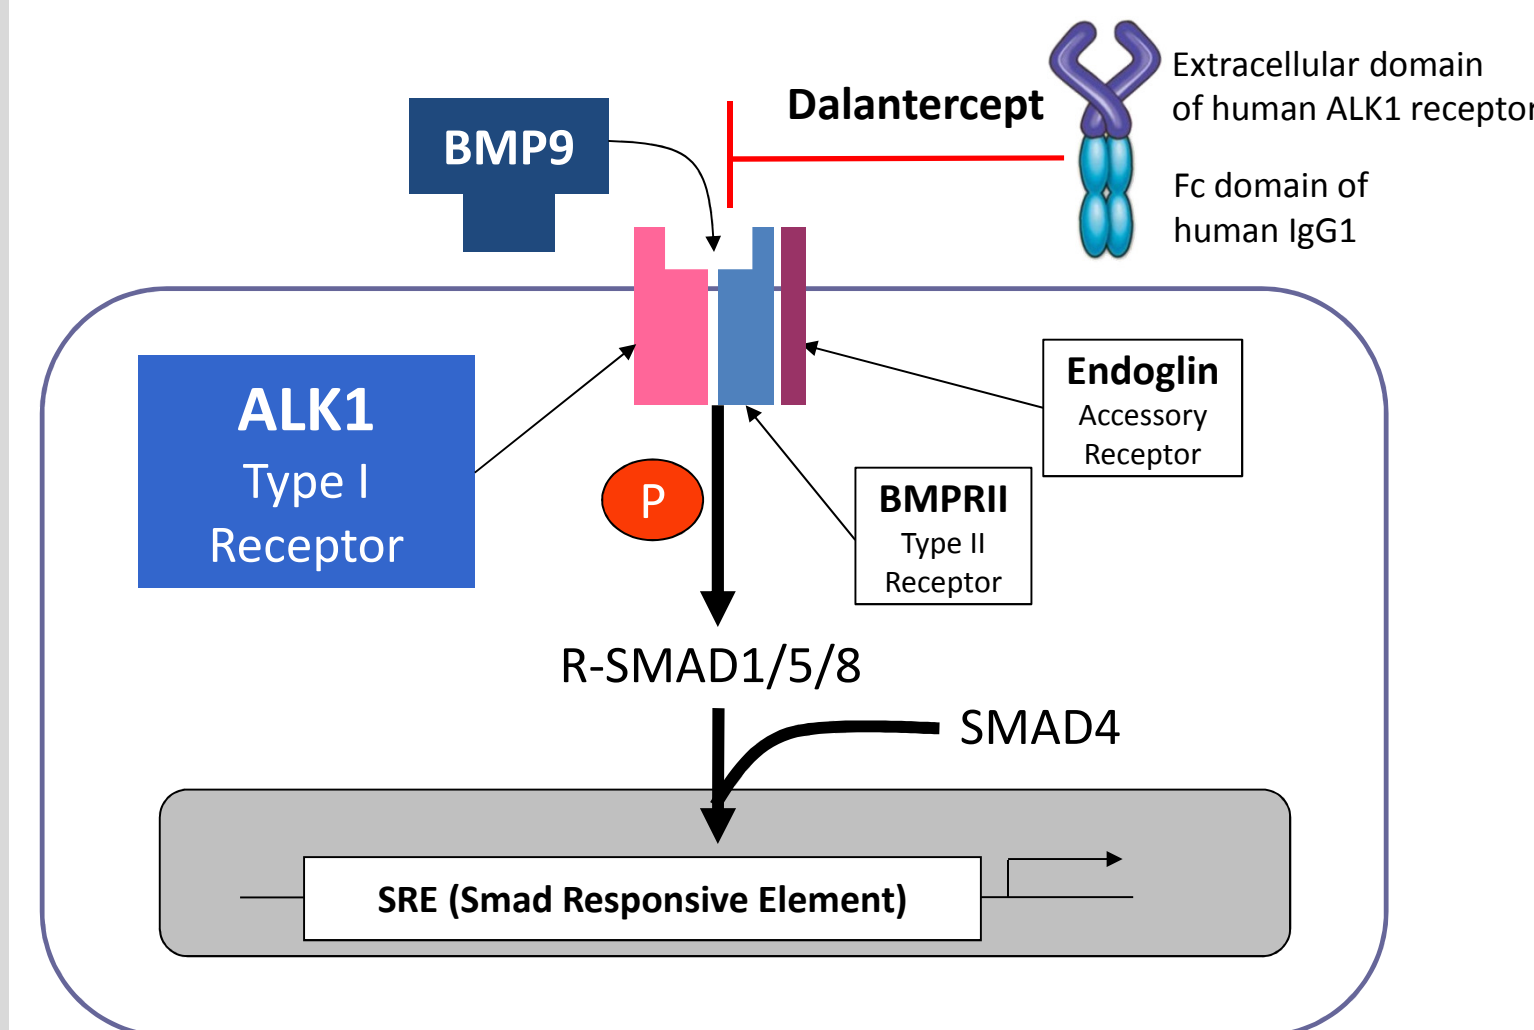 Extracellular domain
of human ALK1 receptor
Dalantercept
BMP9
Fc domain of
human IgG1
ALK1
Type I
Receptor
Endoglin
Accessory
Receptor
BMPRII
Type II
Receptor
P
R-SMAD1/5/8
SMAD4
SRE (Smad Responsive Element)